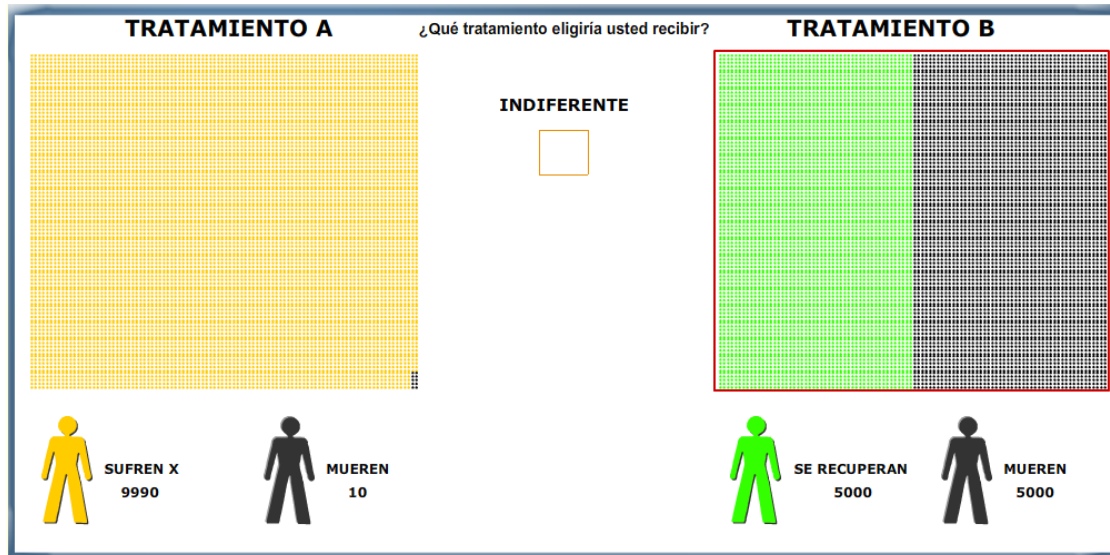 TRATAMIENTO A
¿Qué tratamiento eligiría usted recibir?
TRATAMIENTO B
INDIFERENTE
SUFREN X
9990
MUEREN
10
SE RECUPERAN
5000
MUEREN
5000